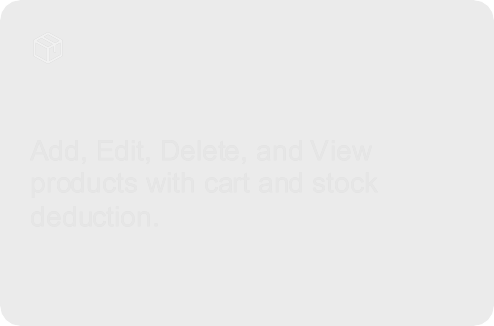 Add, Edit, Delete, and View
products with cart and stock
deduction.